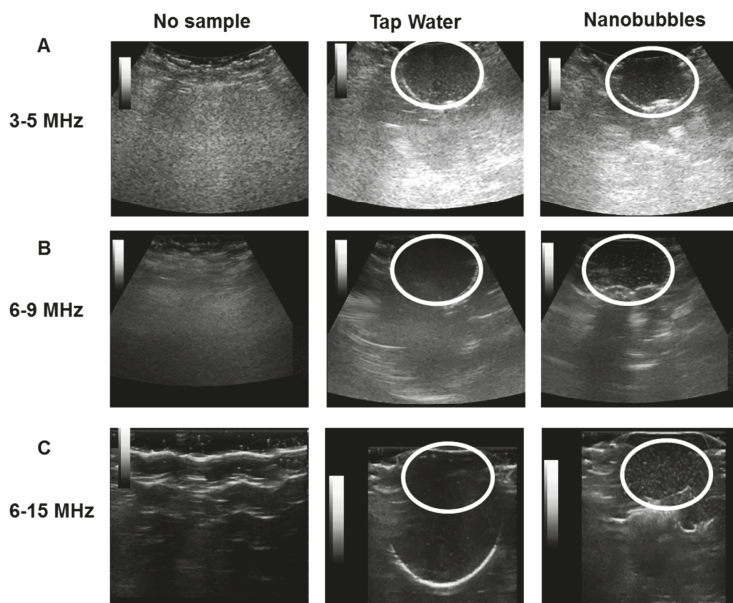 No sample
Tap Water
Nanobubbles
A
3-5 MHz
B
6-9 MHz
C
6-15 MHz